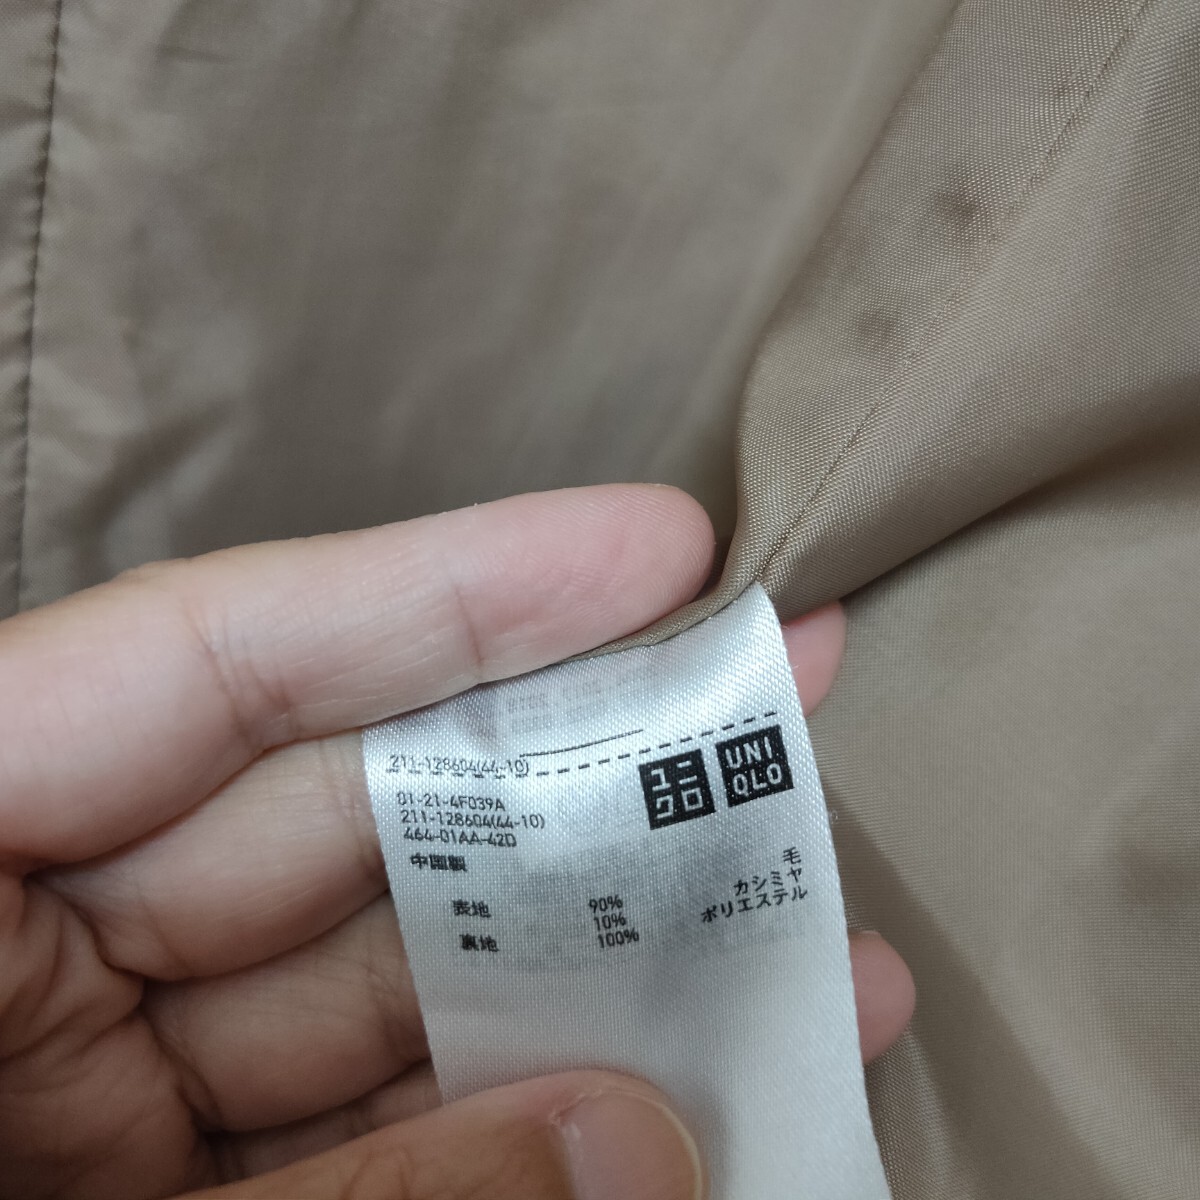 211-128604(44-10)
ユニ
クロ
UNI
QLO
01-21-4F039A
211-128604(44-10)
464-01AA-42D
中国製
表地 90% 毛
10% カシミヤ
裏地 100% ポリエステル